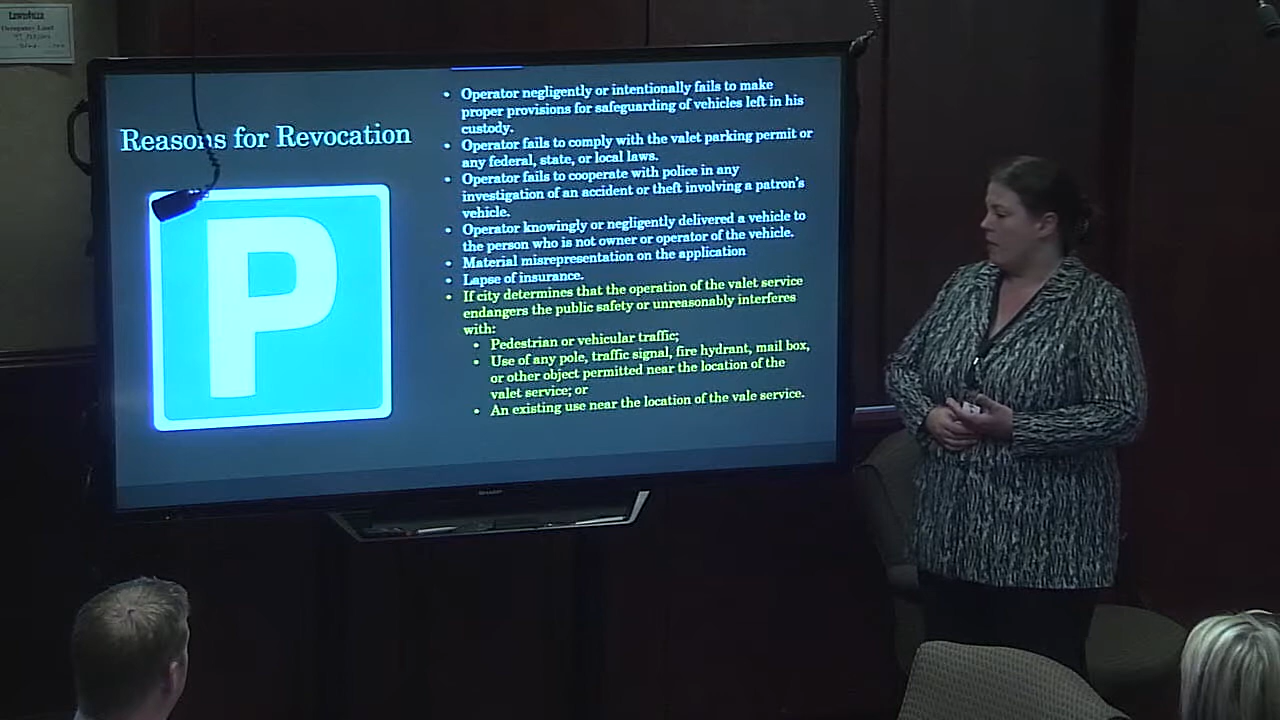 Lewisville
Occupancy Limit
Reasons for Revocation
P
• Operator negligently or intentionally fails to make
proper provisions for safeguarding of vehicles left in his
custody.
• Operator fails to comply with the valet parking permit or
any federal, state, or local laws.
• Operator fails to cooperate with police in any
investigation of an accident or theft involving a patron's
vehicle.
• Operator knowingly or negligently delivered a vehicle to
the person who is not owner or operator of the vehicle.
• Material misrepresentation on the application
• Lapse of insurance.
• If city determines that the operation of the valet service
endangers the public safety or unreasonably interferes
with:
• Pedestrian or vehicular traffic;
• Use of any pole, traffic signal, fire hydrant, mail box,
or other object permitted near the location of the
valet service; or
• An existing use near the location of the vale service.
SHARP